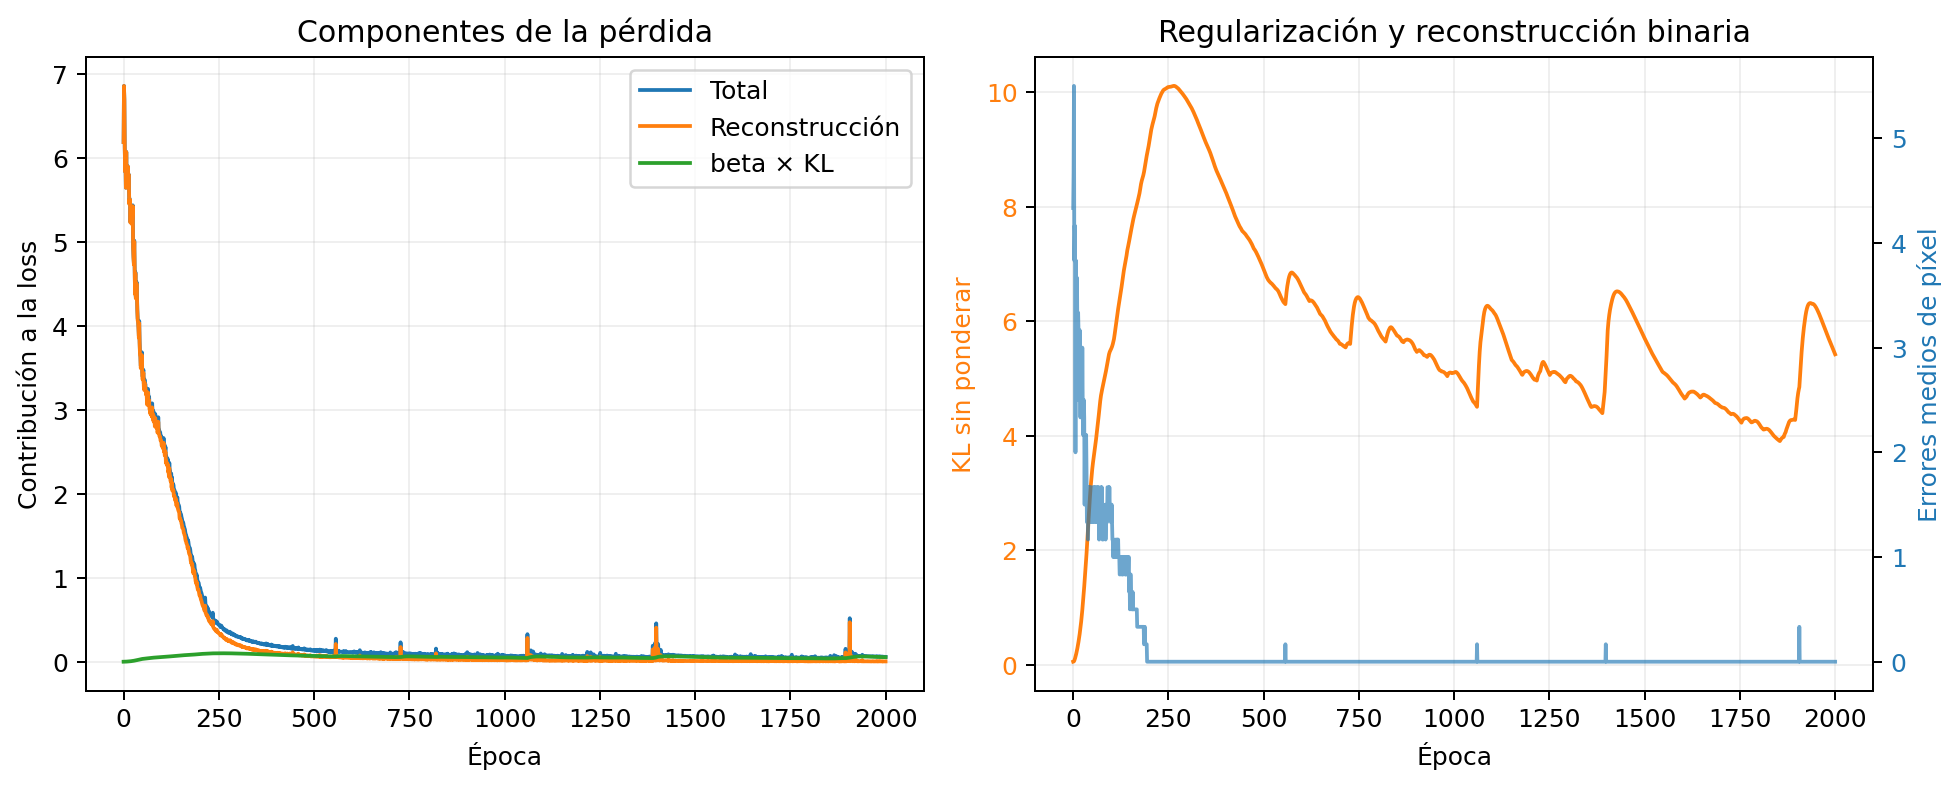 Componentes de la pérdida
Contribución a la loss
7
6
5
4
3
2
1
0
Total
Reconstrucción
beta × KL
0 250 500 750 1000 1250 1500 1750 2000
Época
Regularización y reconstrucción binaria
KL sin ponderar
10
8
6
4
2
0
5
4
3
2
1
0
Errores medios de píxel
0 250 500 750 1000 1250 1500 1750 2000
Época